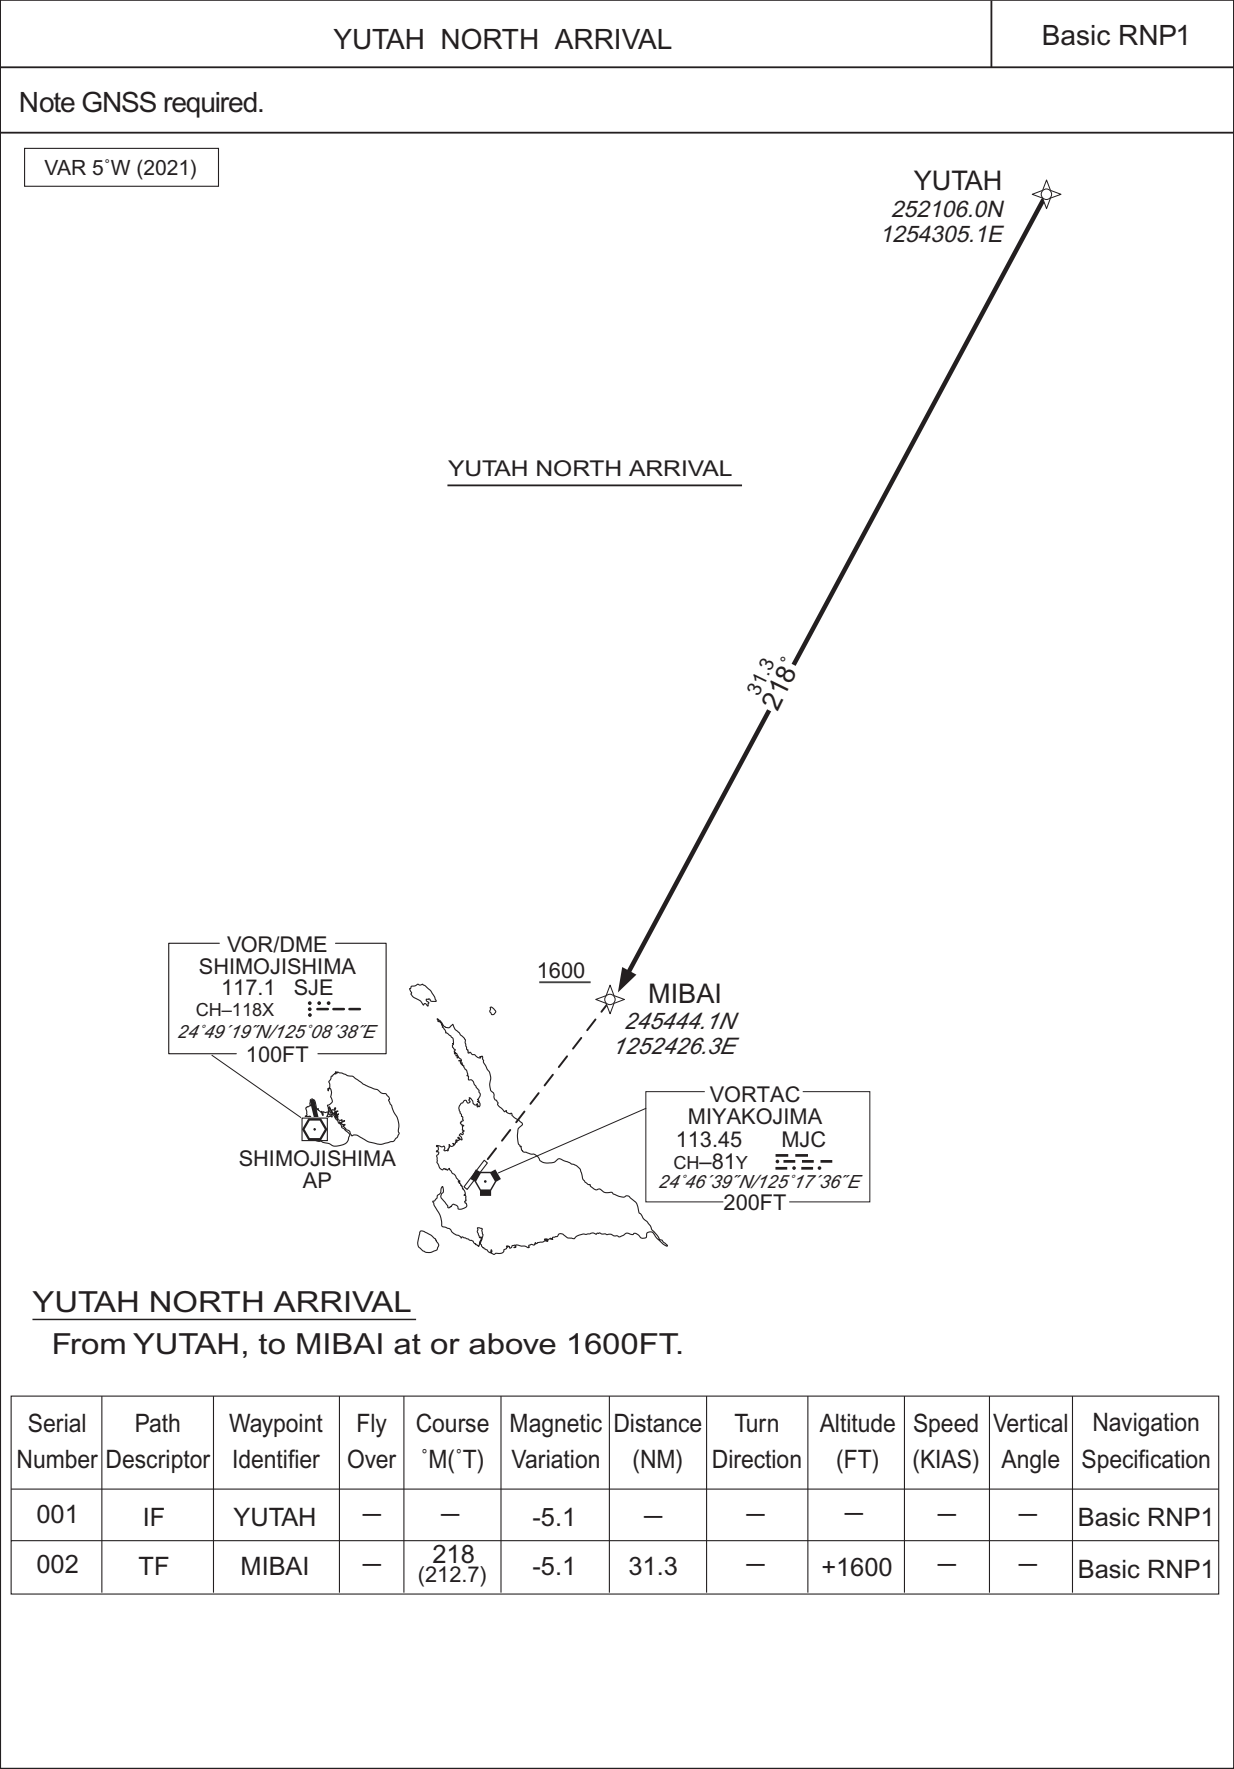 YUTAH NORTH ARRIVAL
Basic RNP1
Note GNSS required.
VAR 5°W (2021)
YUTAH
252106.0N
1254305.1E
YUTAH NORTH ARRIVAL
31.3
218°
VOR/DME
SHIMOJISHIMA
117.1 SJE
CH–118X
24°49´19˝N/125°08´38˝E
100FT
1600
MIBAI
245444.1N
1252426.3E
VORTAC
MIYAKOJIMA
113.45 MJC
CH–81Y
24°46´39˝N/125°17´36˝E
200FT
SHIMOJISHIMA
AP
YUTAH NORTH ARRIVAL
From YUTAH, to MIBAI at or above 1600FT.
Serial Path Waypoint Fly Course Magnetic Distance Turn Altitude Speed Vertical Navigation
Number Descriptor Identifier Over °M(°T) Variation (NM) Direction (FT) (KIAS) Angle Specification
001 IF YUTAH — — -5.1 — — — — — Basic RNP1
002 TF MIBAI — 218 (212.7) -5.1 31.3 — +1600 — — Basic RNP1